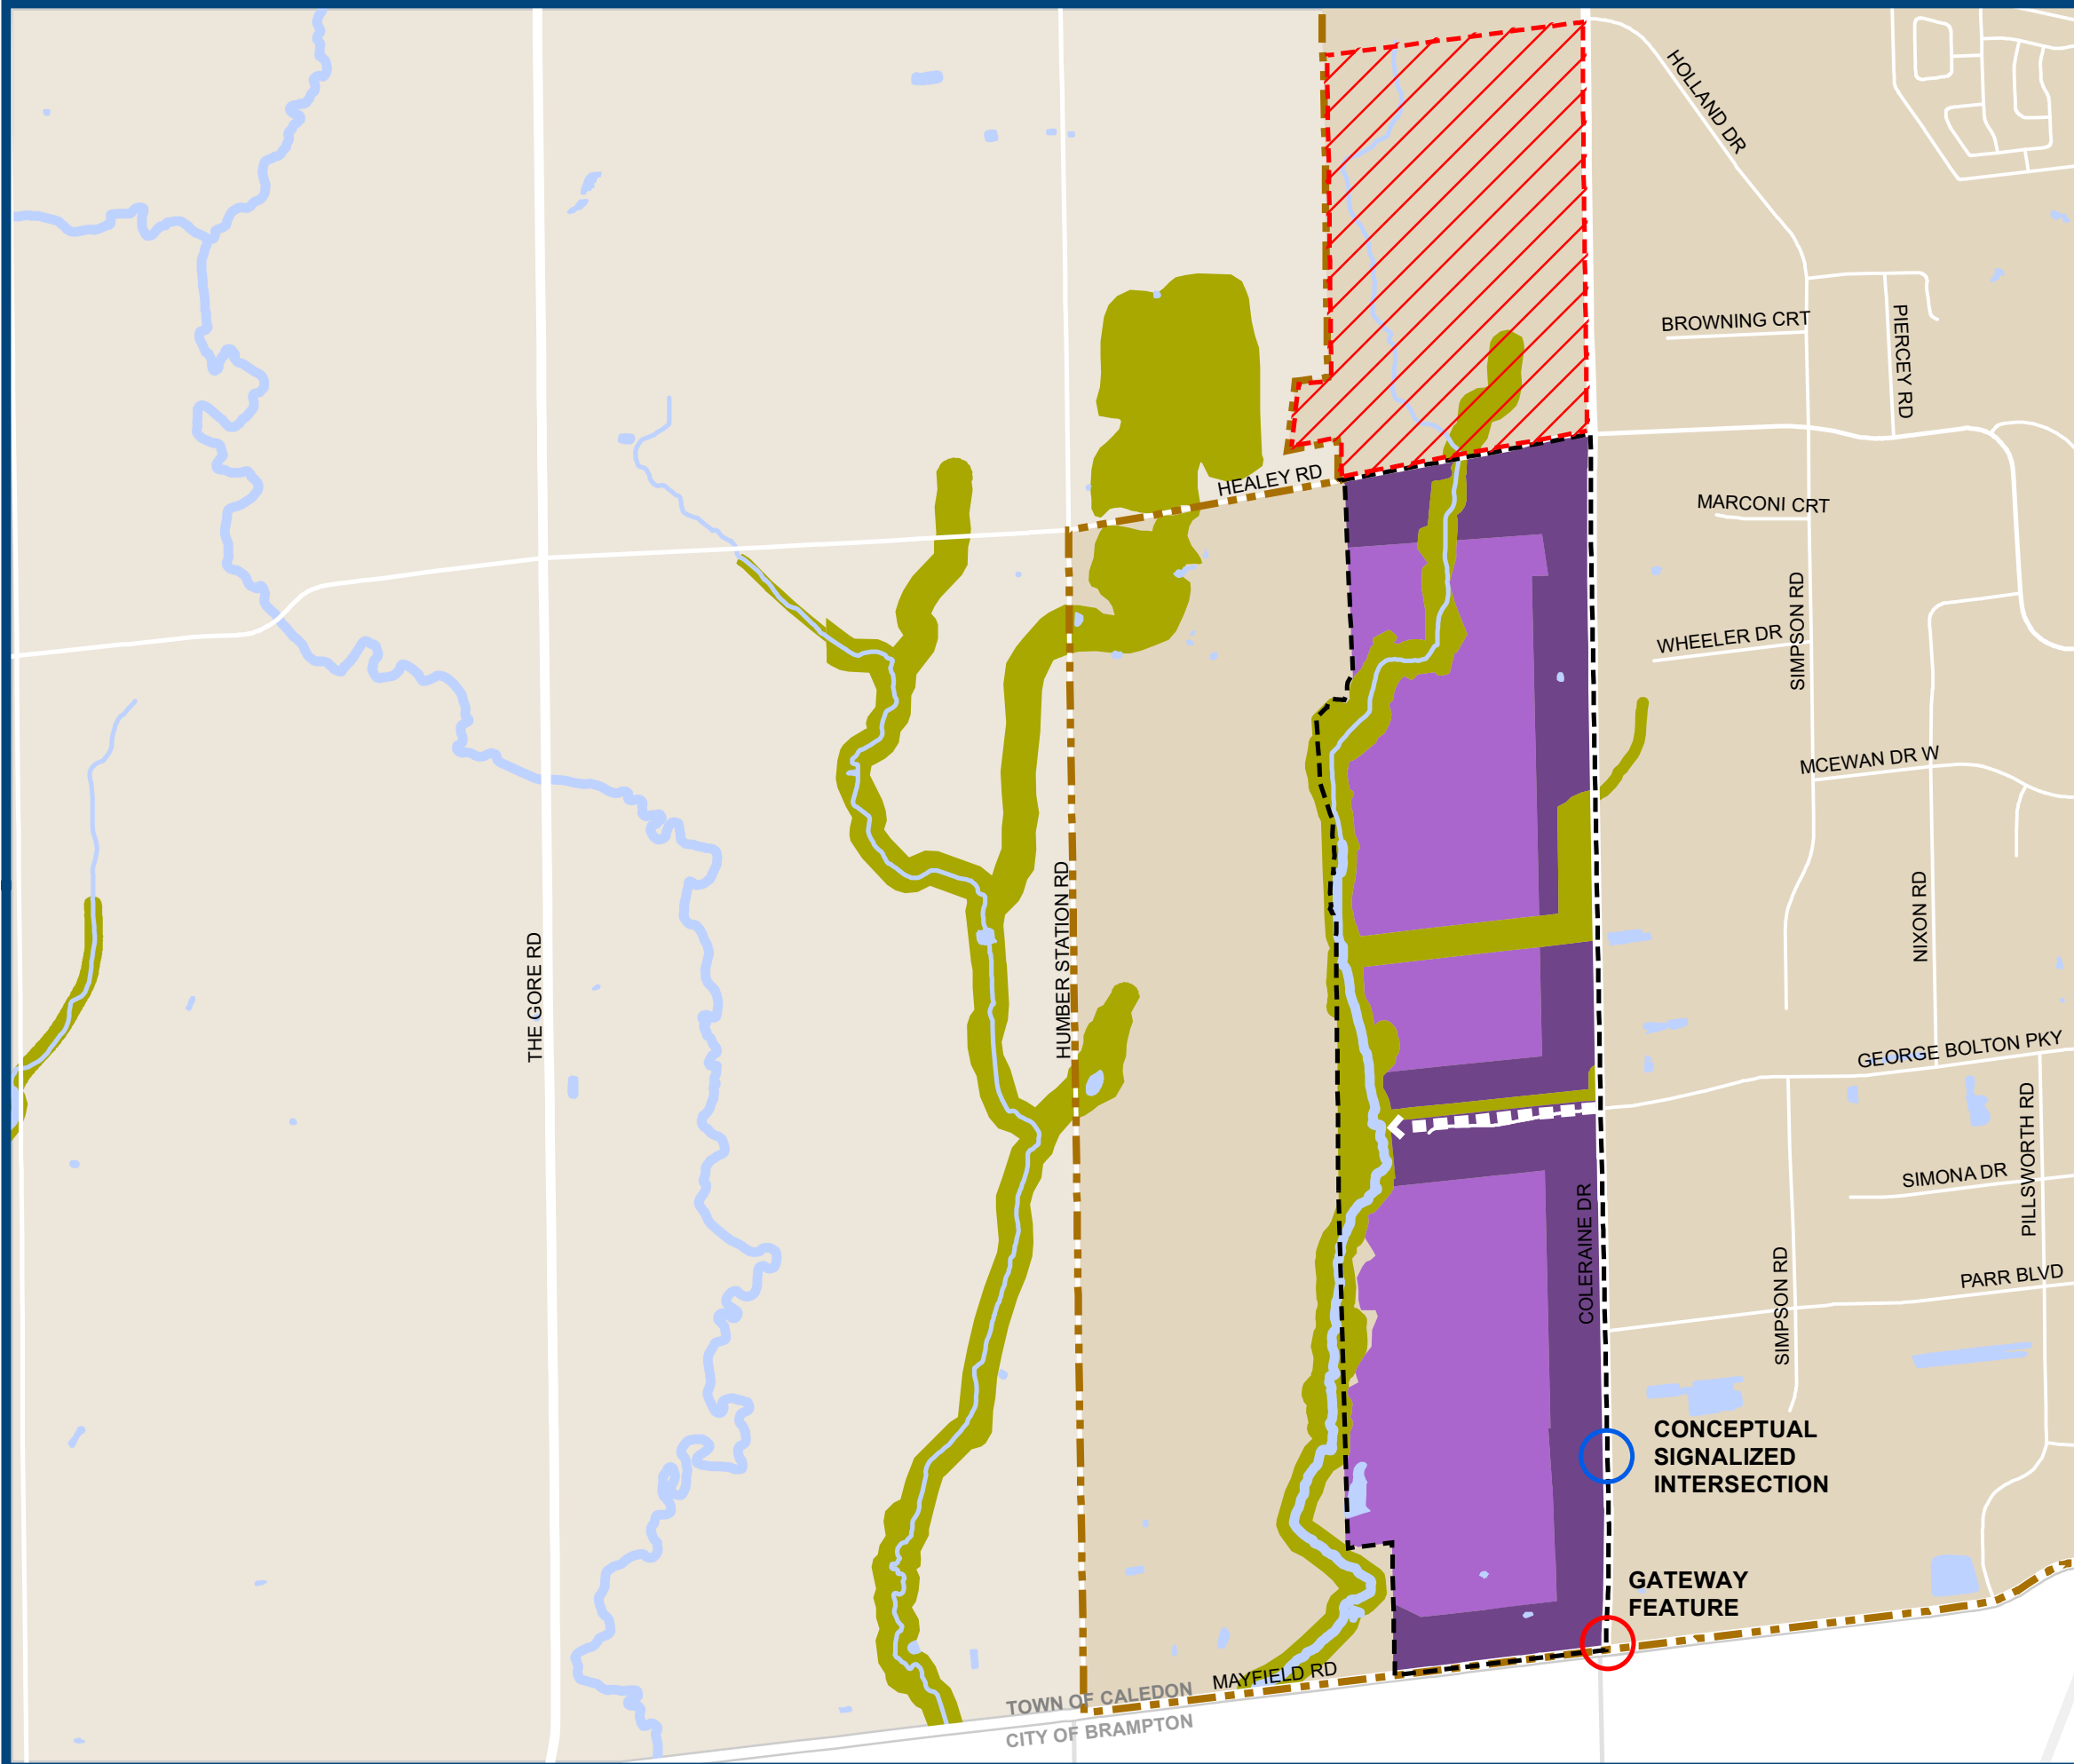 HOLLAND DR
BROWNING CRT
PIERCEY RD
HEALEY RD
MARCONI CRT
SIMPSON RD
WHEELER DR
MCEWAN DR W
HUMBER STATION RD
NIXON RD
THE GORE RD
GEORGE BOLTON PKY
PILLSWORTH RD
SIMONA DR
COLERAINE DR
SIMPSON RD
PARR BLVD
CONCEPTUAL
SIGNALIZED
INTERSECTION
GATEWAY
FEATURE
MAYFIELD RD
TOWN OF CALEDON
CITY OF BRAMPTON